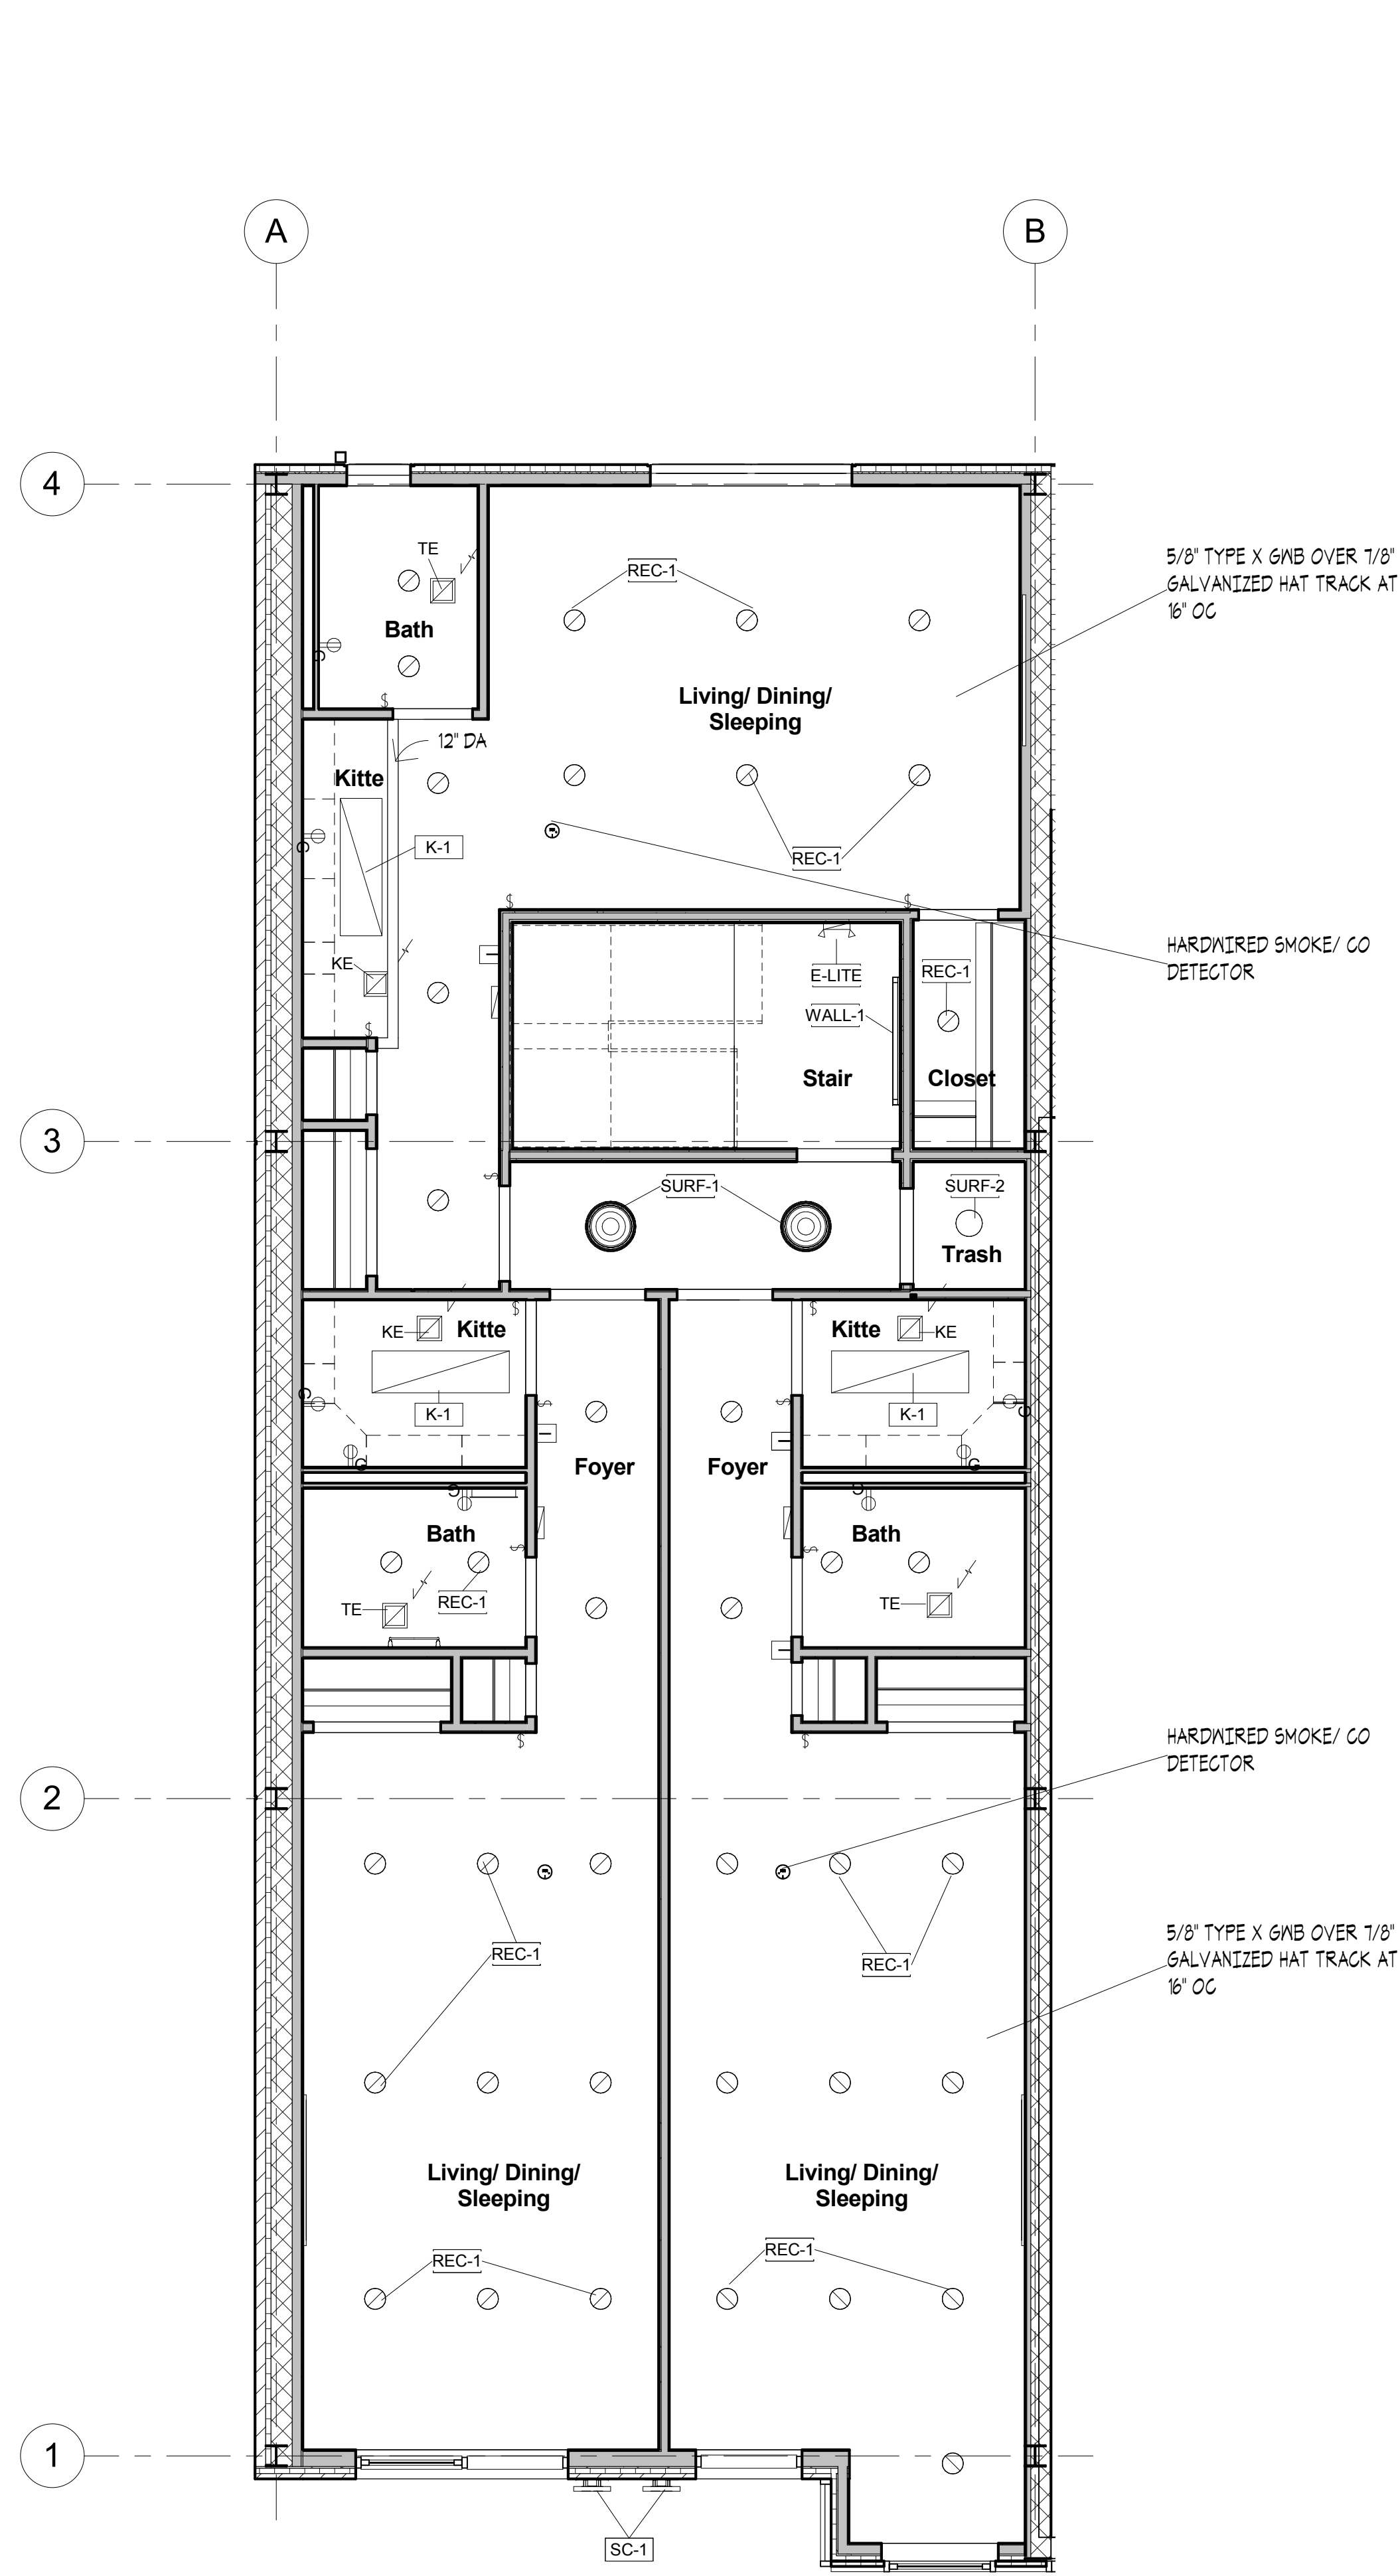 A
B
4
5/8" TYPE X GWB OVER 7/8"
GALVANIZED HAT TRACK AT
16" OC
TE
REC-1
Bath
Living/ Dining/
Sleeping
$
12" DA
Kitte
K-1
G
REC-1
G
$
$
HARDWIRED SMOKE/ CO
DETECTOR
KE
E-LITE
REC-1
WALL-1
$
Stair
Closet
3
$
SURF-1
SURF-2
Trash
$
KE
Kitte
$
Kitte
KE
G
K-1
$
$
K-1
G
G
Foyer
Foyer
G
G
G
Bath
$
$
Bath
TE
REC-1
TE
$
$
HARDWIRED SMOKE/ CO
DETECTOR
2
REC-1
REC-1
5/8" TYPE X GWB OVER 7/8"
GALVANIZED HAT TRACK AT
16" OC
Living/ Dining/
Sleeping
Living/ Dining/
Sleeping
REC-1
REC-1
1
SC-1